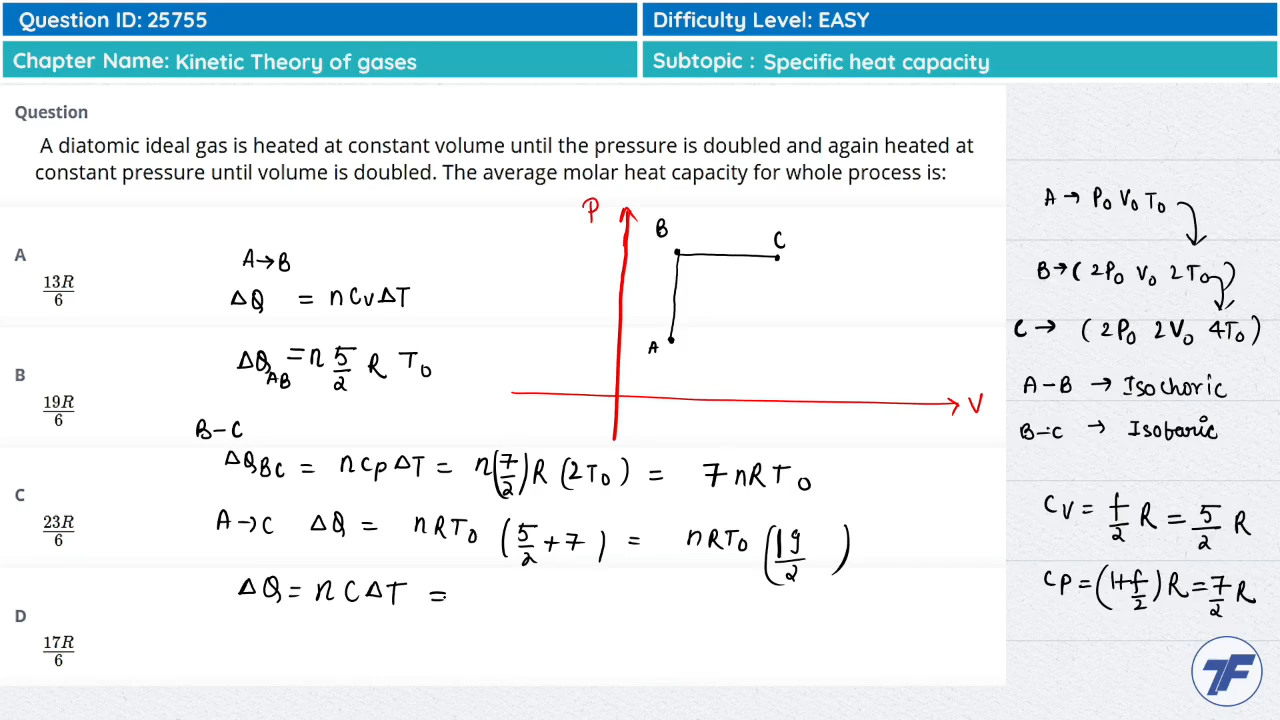 Question ID: 25755
Difficulty Level: EASY
Chapter Name: Kinetic Theory of gases
Subtopic : Specific heat capacity
Question
A diatomic ideal gas is heated at constant volume until the pressure is doubled and again heated at
constant pressure until volume is doubled. The average molar heat capacity for whole process is:
A
13R/6
B
19R/6
C
23R/6
D
17R/6
A→B
ΔQ = nCvΔT
ΔQ_AB = n 5/2 R T₀
B-C
ΔQ_BC = nCpΔT = n(7/2)R (2T₀) = 7nRT₀
A→C ΔQ = nRT₀ (5/2 + 7) = nRT₀ (19/2)
ΔQ = nCΔT =
P
B
C
A
V
A → P₀ V₀ T₀
B → (2P₀ V₀ 2T₀)
C → (2P₀ 2V₀ 4T₀)
A-B → Isochoric
B-C → Isobaric
Cv = f/2 R = 5/2 R
Cp = (1+f/2)R = 7/2 R
7F